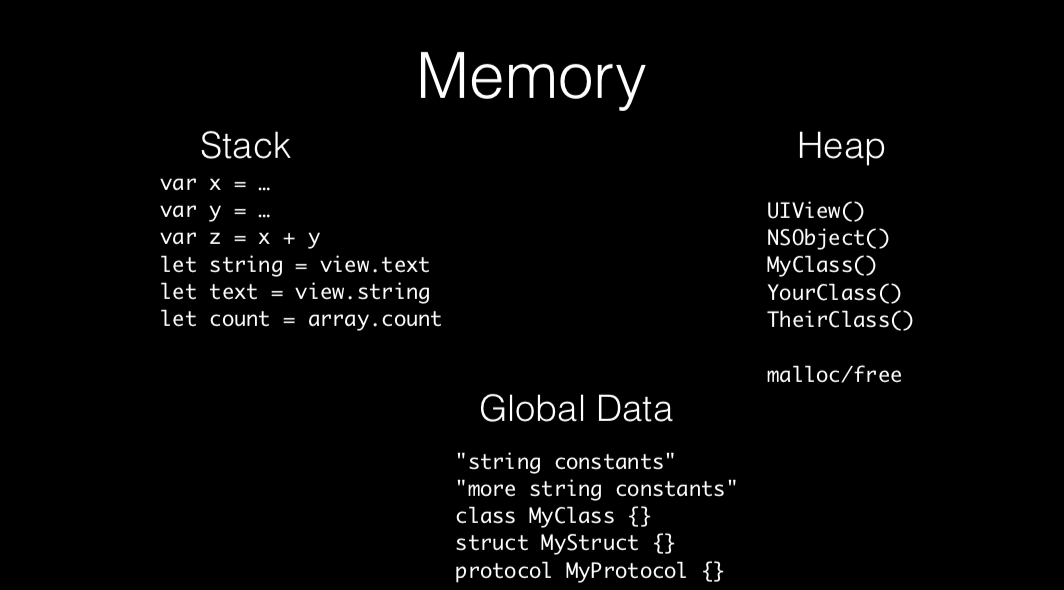 Memory
Stack
var x = …
var y = …
var z = x + y
let string = view.text
let text = view.string
let count = array.count
Heap
UIView()
NSObject()
MyClass()
YourClass()
TheirClass()
malloc/free
Global Data
"string constants"
"more string constants"
class MyClass {}
struct MyStruct {}
protocol MyProtocol {}